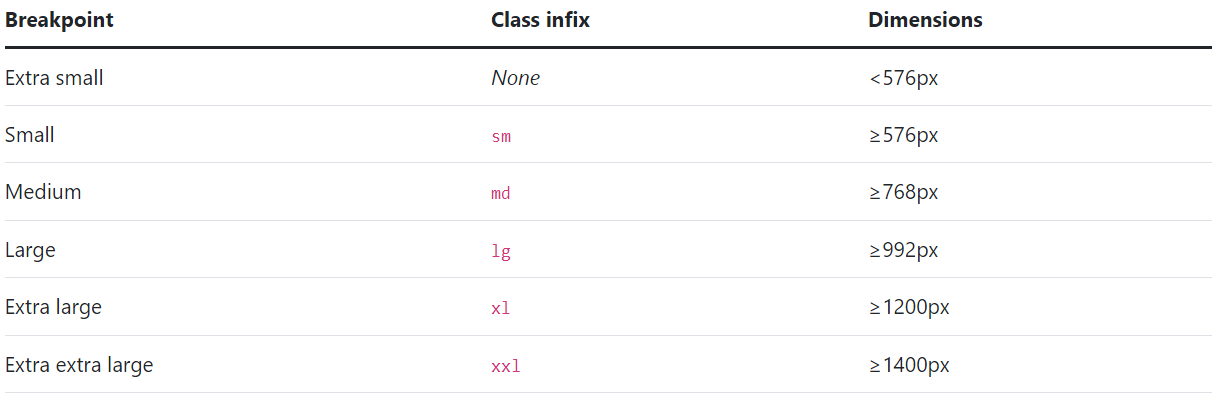 Breakpoint Class infix Dimensions
Extra small None <576px
Small sm ≥576px
Medium md ≥768px
Large lg ≥992px
Extra large xl ≥1200px
Extra extra large xxl ≥1400px